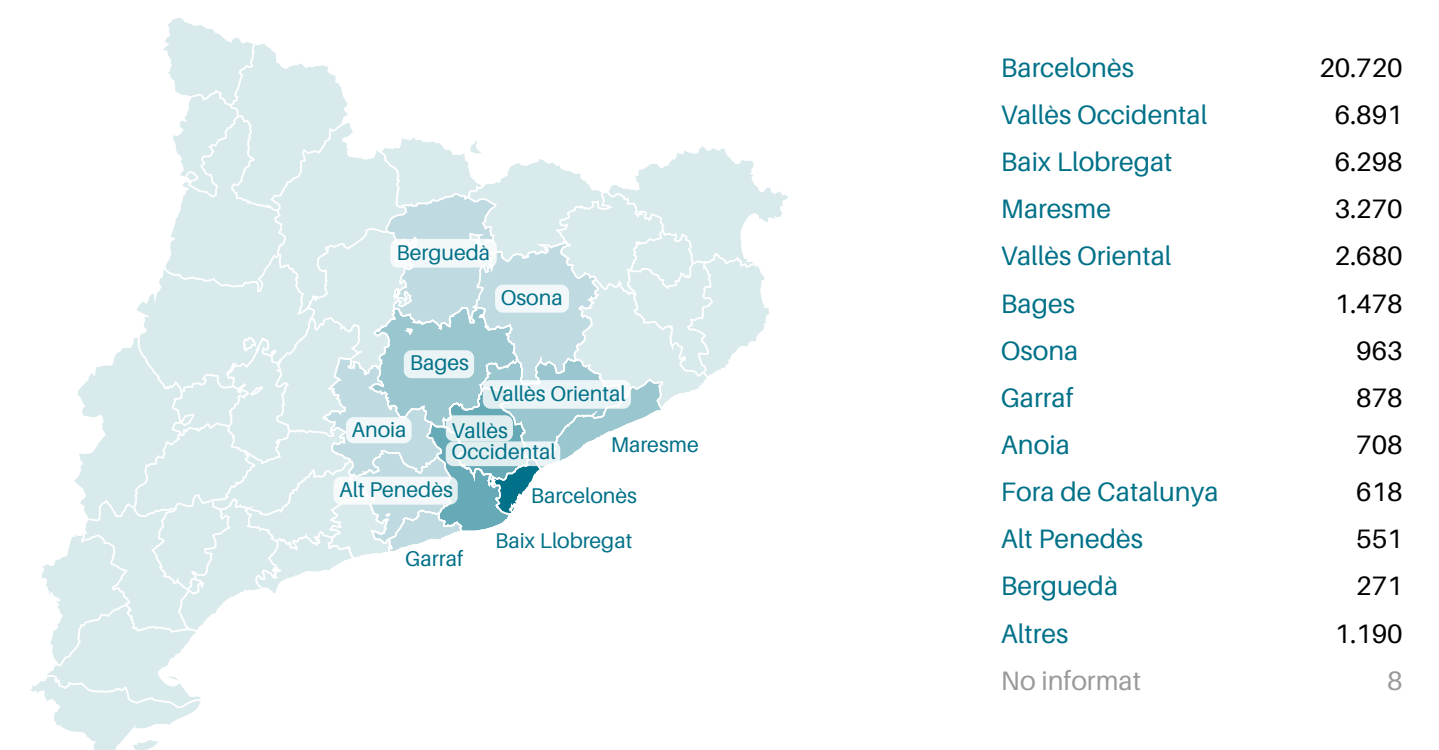 Berguedà
Osona
Bages
Vallès Oriental
Anoia
Vallès
Occidental
Maresme
Alt Penedès
Barcelonès
Baix Llobregat
Garraf
Barcelonès 20.720
Vallès Occidental 6.891
Baix Llobregat 6.298
Maresme 3.270
Vallès Oriental 2.680
Bages 1.478
Osona 963
Garraf 878
Anoia 708
Fora de Catalunya 618
Alt Penedès 551
Berguedà 271
Altres 1.190
No informat 8